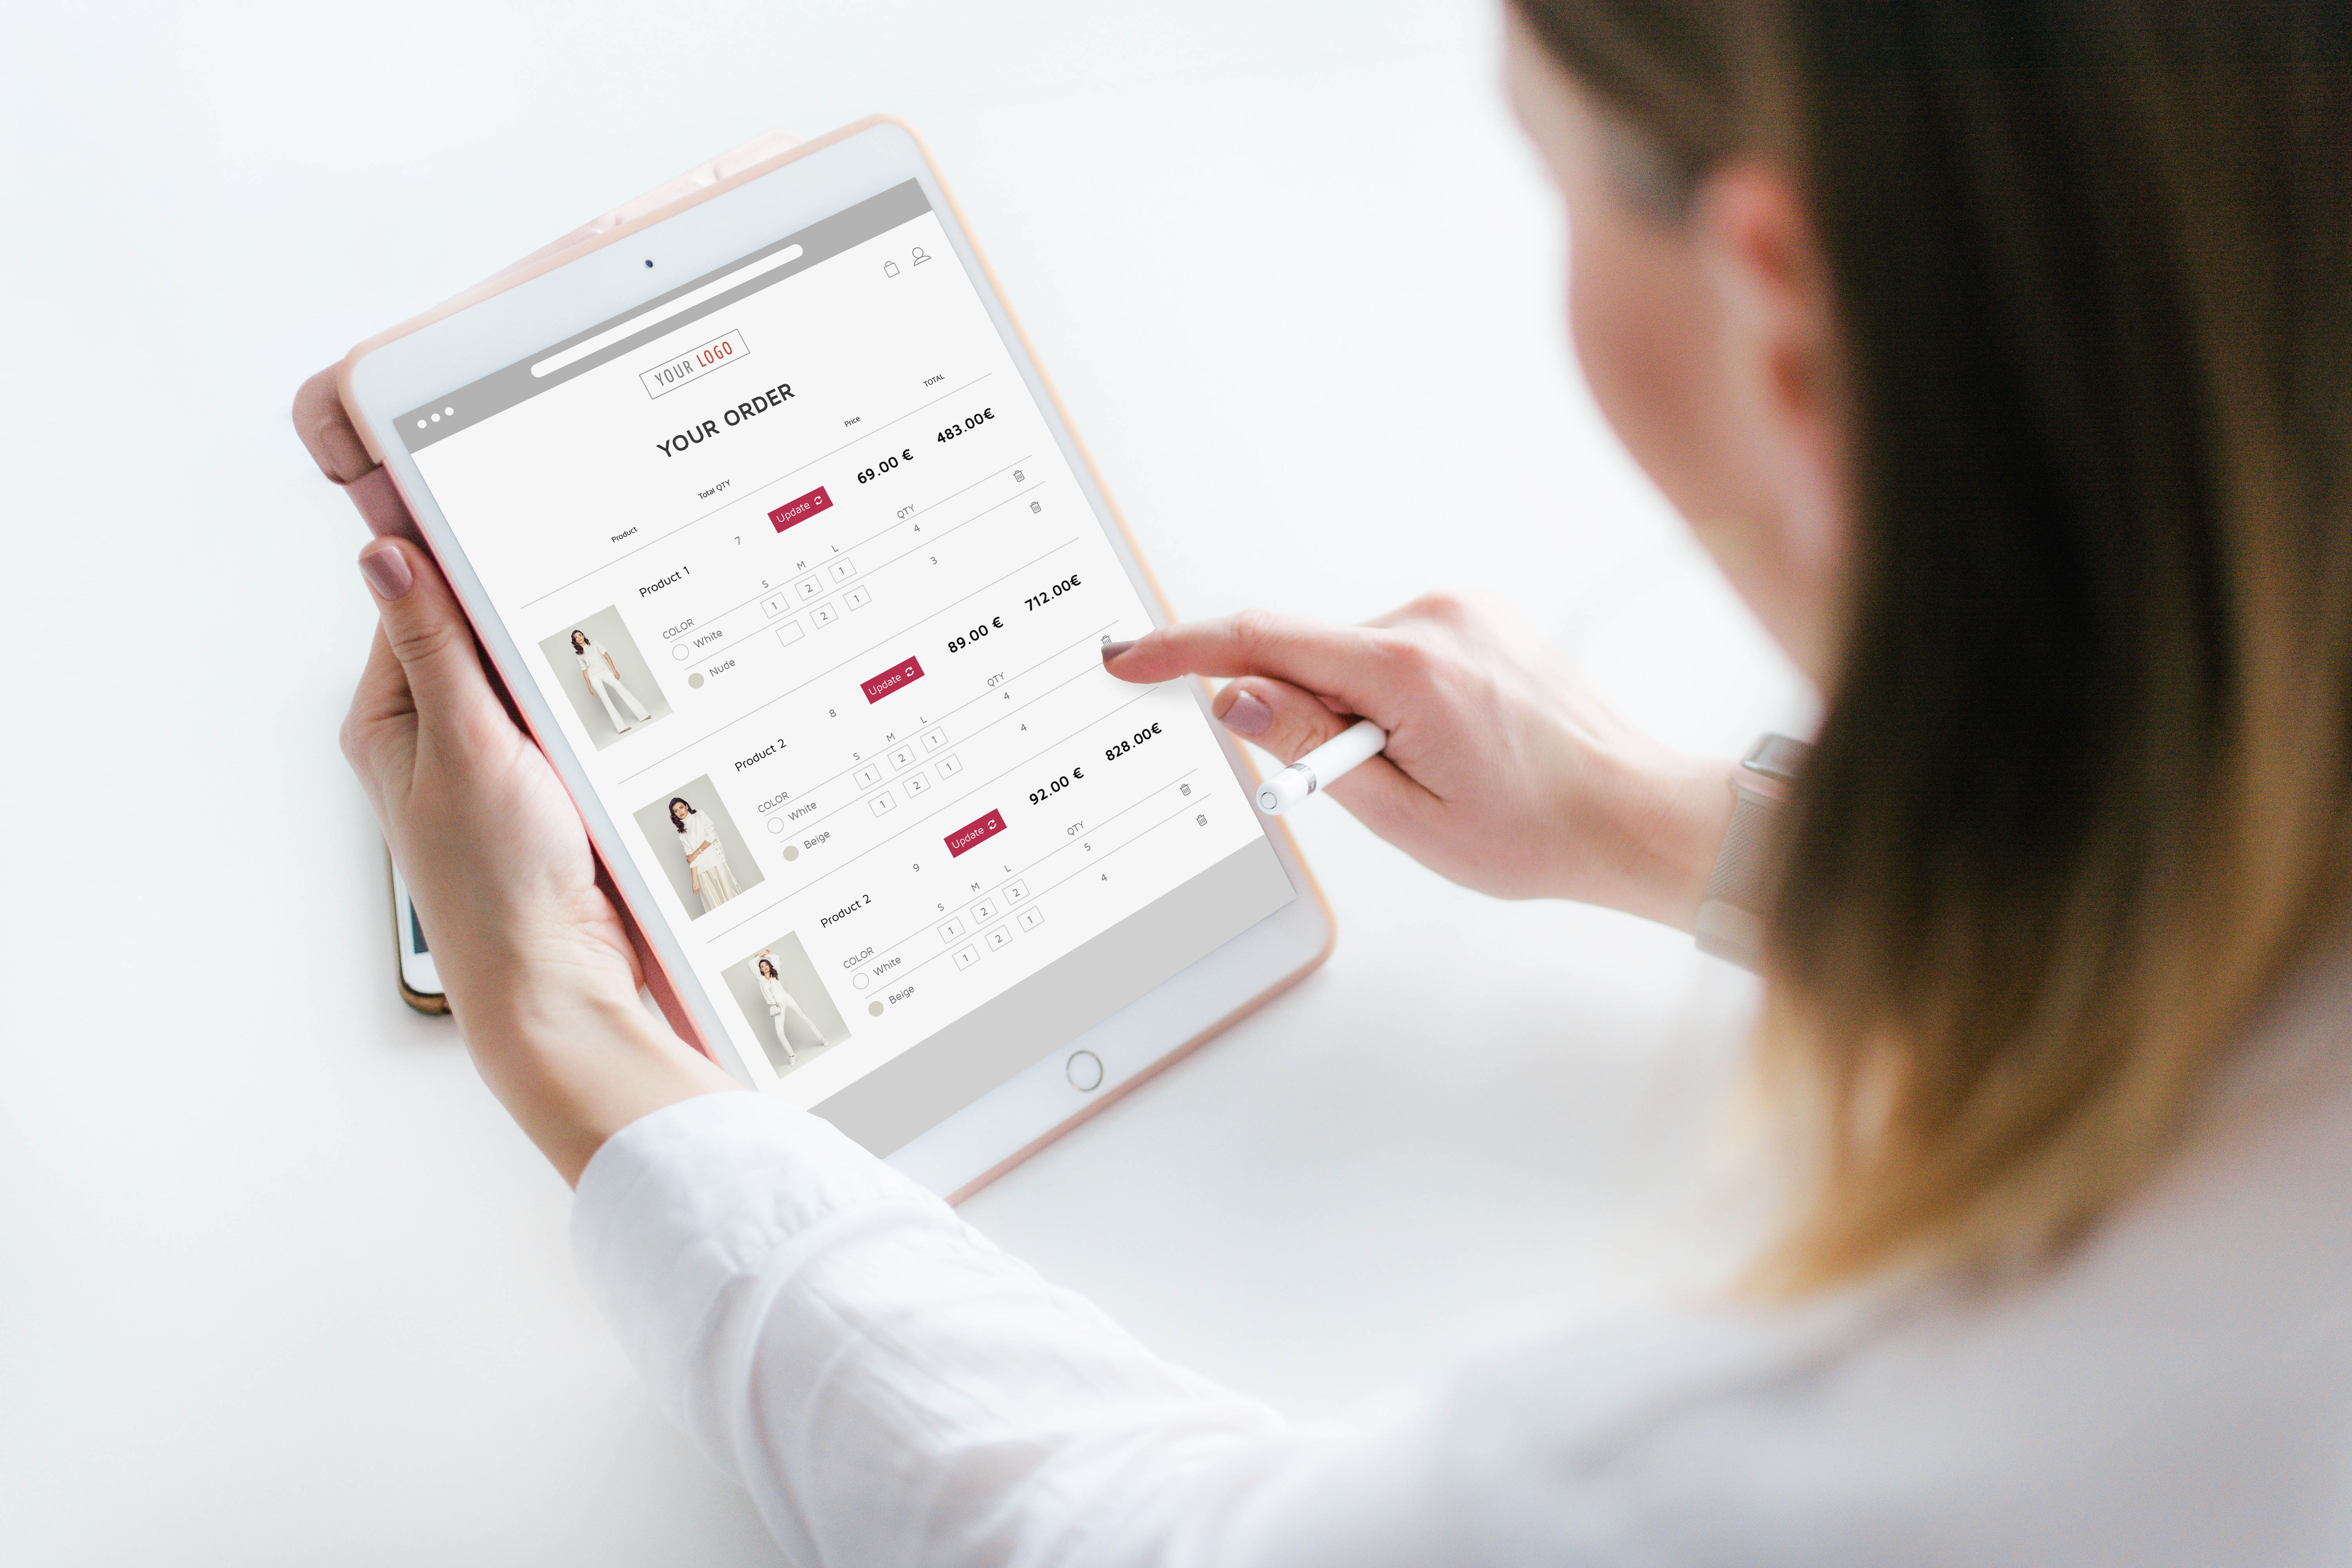 YOUR LOGO
YOUR ORDER
Product Total QTY Price TOTAL
Product 1 7 Update 69.00 € 483.00€
COLOR S M L QTY
White 1 2 1 4
Nude 2 1 3
Product 2 8 Update 89.00 € 712.00€
COLOR S M L QTY
White 1 2 1 4
Beige 1 2 1 4
Product 2 9 Update 92.00 € 828.00€
COLOR S M L QTY
White 1 2 2 5
Beige 1 2 1 4